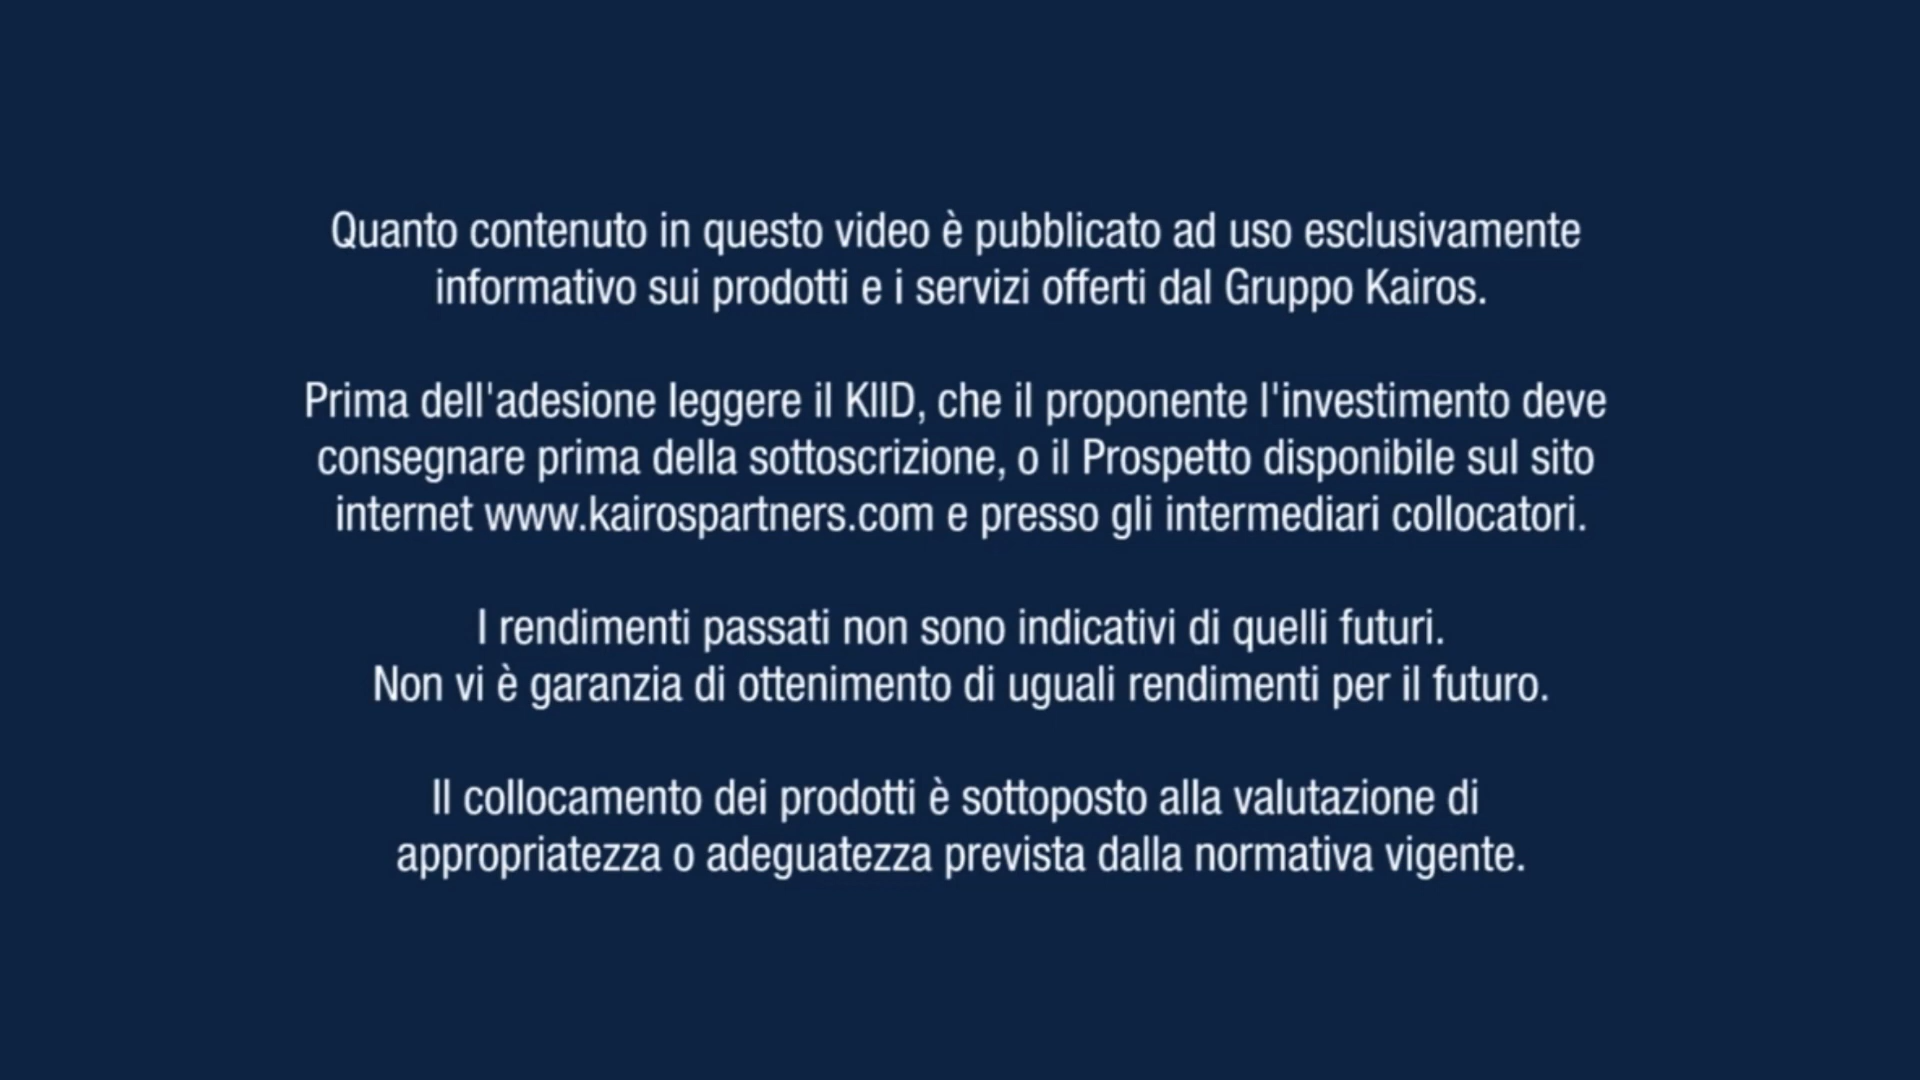 Quanto contenuto in questo video è pubblicato ad uso esclusivamente
informativo sui prodotti e i servizi offerti dal Gruppo Kairos.
Prima dell'adesione leggere il KIID, che il proponente l'investimento deve
consegnare prima della sottoscrizione, o il Prospetto disponibile sul sito
internet www.kairospartners.com e presso gli intermediari collocatori.
I rendimenti passati non sono indicativi di quelli futuri.
Non vi è garanzia di ottenimento di uguali rendimenti per il futuro.
Il collocamento dei prodotti è sottoposto alla valutazione di
appropriatezza o adeguatezza prevista dalla normativa vigente.